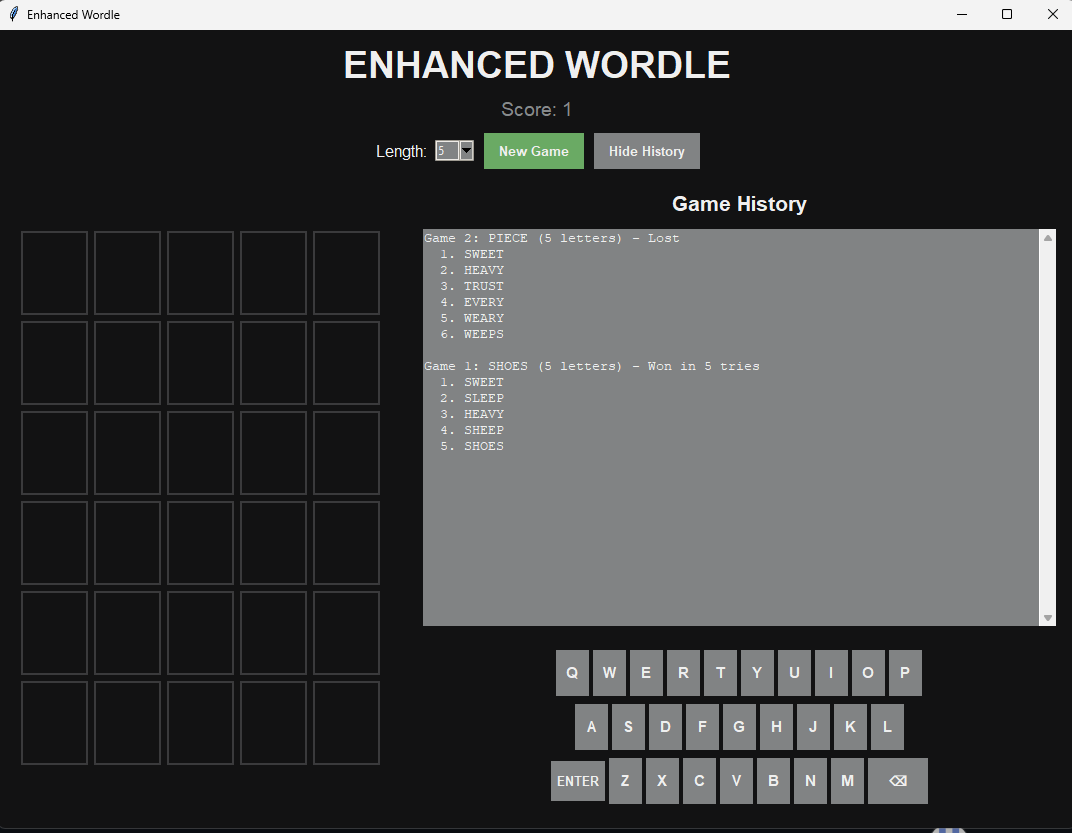 Enhanced Wordle
ENHANCED WORDLE
Score: 1
Length: 5 New Game Hide History
Game History
Game 2: PIECE (5 letters) - Lost
1. SWEET
2. HEAVY
3. TRUST
4. EVERY
5. WEARY
6. WEEPS
Game 1: SHOES (5 letters) - Won in 5 tries
1. SWEET
2. SLEEP
3. HEAVY
4. SHEEP
5. SHOES
Q W E R T Y U I O P
A S D F G H J K L
ENTER Z X C V B N M ⌫